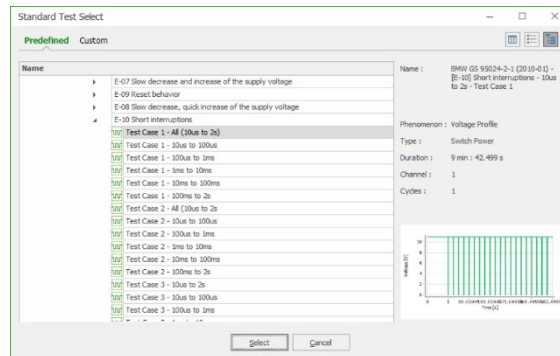 Standard Test Select
Predefined Custom
Name
E-07 Slow decrease and increase of the supply voltage
E-09 Reset behavior
E-08 Slow decrease, quick increase of the supply voltage
E-10 Short interruptions
Test Case 1 - All (10us to 2s)
Test Case 1 - 10us to 100us
Test Case 1 - 100us to 1ms
Test Case 1 - 1ms to 10ms
Test Case 1 - 10ms to 100ms
Test Case 1 - 100ms to 2s
Test Case 2 - All (10us to 2s
Test Case 2 - 10us to 100us
Test Case 2 - 100us to 1ms
Test Case 2 - 1ms to 10ms
Test Case 2 - 10ms to 100ms
Test Case 2 - 100ms to 2s
Test Case 3 - 10us to 2s
Test Case 3 - 10us to 100us
Test Case 3 - 100us to 1ms
Name : BMW GS 95024-2-1 (2010-01) -
[E-10] Short interruptions - 10us
to 2s - Test Case 1
Phenomenon : Voltage Profile
Type : Switch Power
Duration : 9 min : 42.499 s
Channel : 1
Cycles : 1
Voltage [V]
10
8
6
4
2
0
Time [s]
Select Cancel